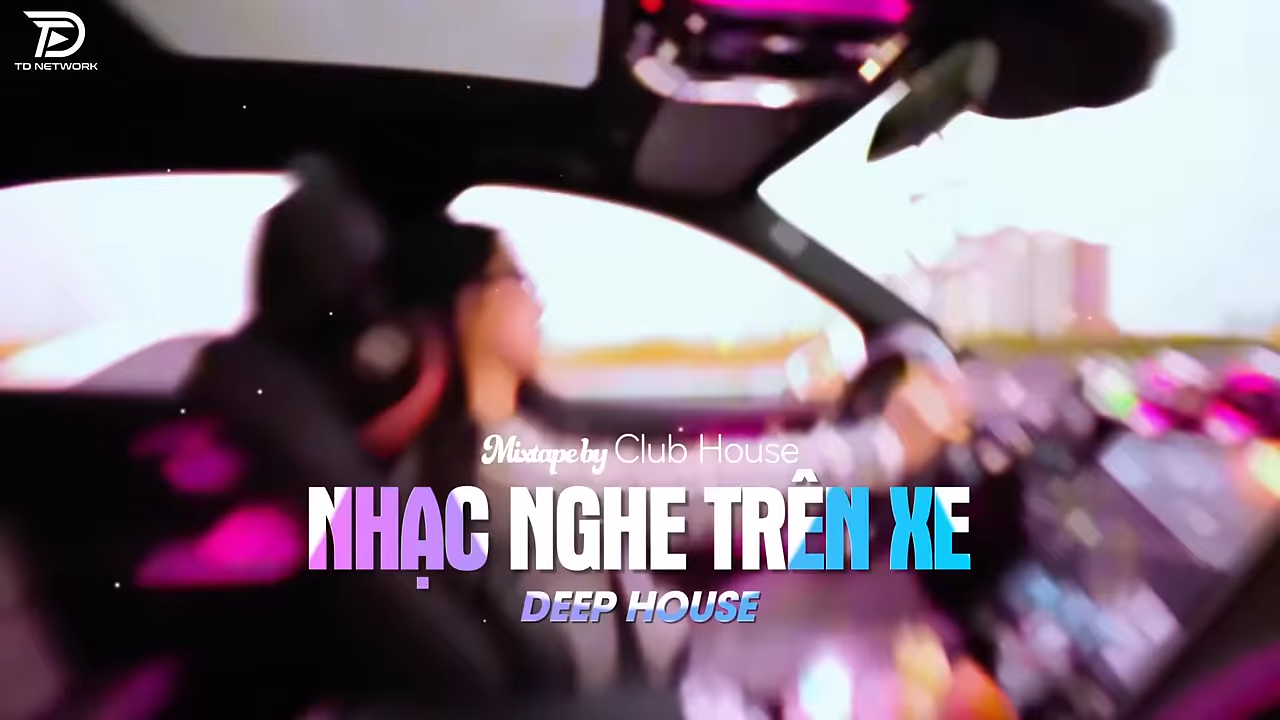 TD NETWORK
Mixtape by Club House
NHẠC NGHE TRÊN XE
DEEP HOUSE